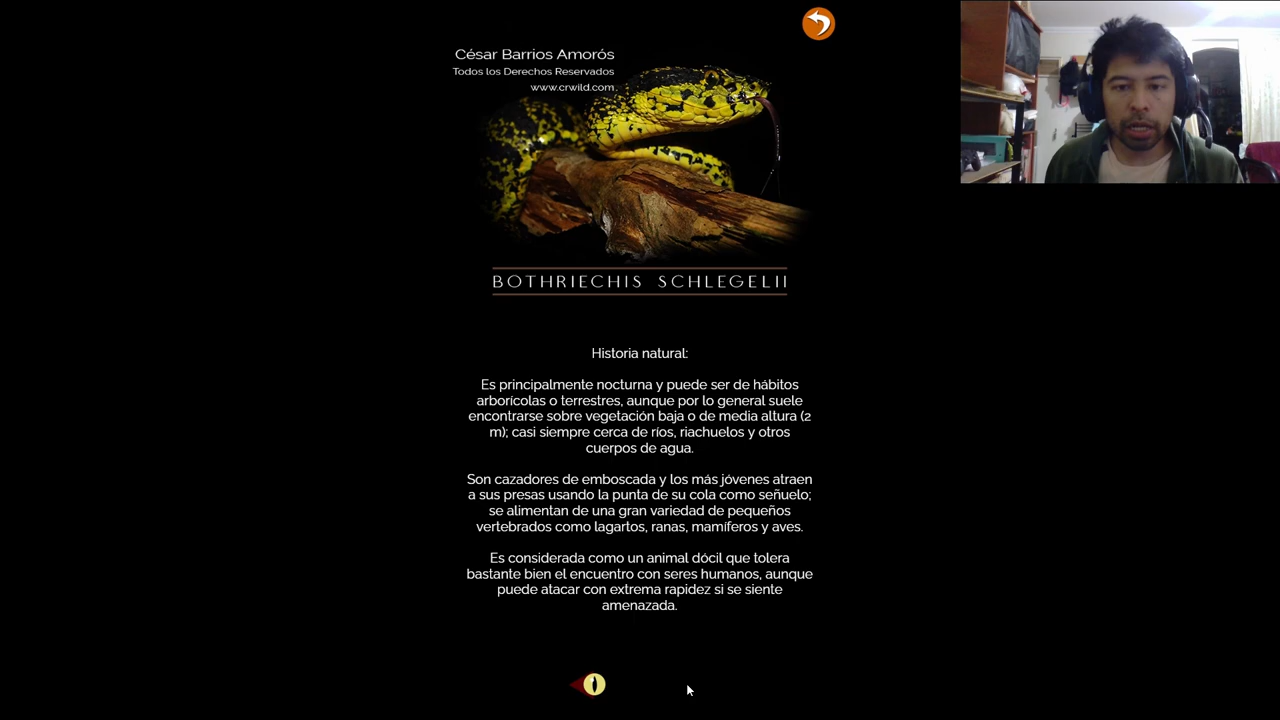 César Barrios Amorós
Todos los Derechos Reservados
www.crwild.com.
BOTHRIECHIS SCHLEGELII
Historia natural:
Es principalmente nocturna y puede ser de hábitos
arborícolas o terrestres, aunque por lo general suele
encontrarse sobre vegetación baja o de media altura (2
m); casi siempre cerca de ríos, riachuelos y otros
cuerpos de agua.
Son cazadores de emboscada y los más jóvenes atraen
a sus presas usando la punta de su cola como señuelo;
se alimentan de una gran variedad de pequeños
vertebrados como lagartos, ranas, mamíferos y aves.
Es considerada como un animal dócil que tolera
bastante bien el encuentro con seres humanos, aunque
puede atacar con extrema rapidez si se siente
amenazada.